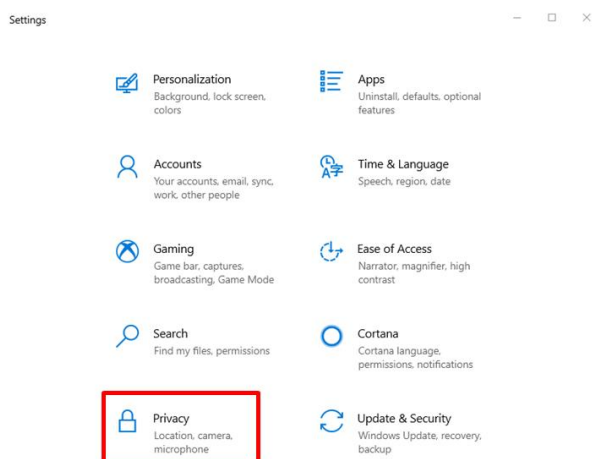 Settings
Personalization
Background, lock screen,
colors
Apps
Uninstall, defaults, optional
features
Accounts
Your accounts, email, sync,
work, other people
Time & Language
Speech, region, date
Gaming
Game bar, captures,
broadcasting, Game Mode
Ease of Access
Narrator, magnifier, high
contrast
Search
Find my files, permissions
Cortana
Cortana language,
permissions, notifications
Privacy
Location, camera,
microphone
Update & Security
Windows Update, recovery,
backup